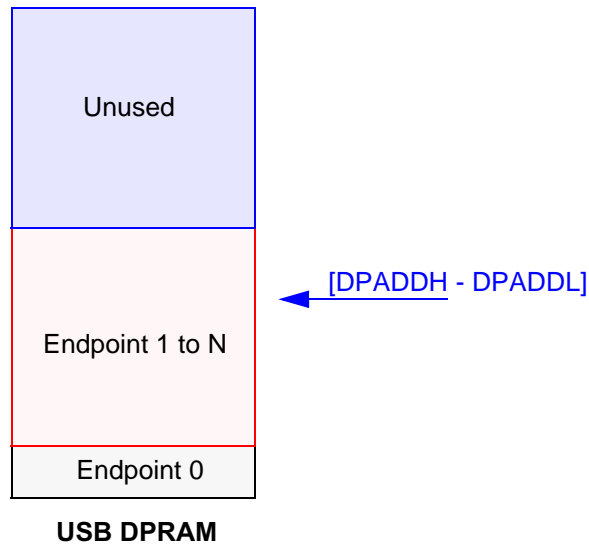 Unused
[DPADDH - DPADDL]
Endpoint 1 to N
Endpoint 0
USB DPRAM